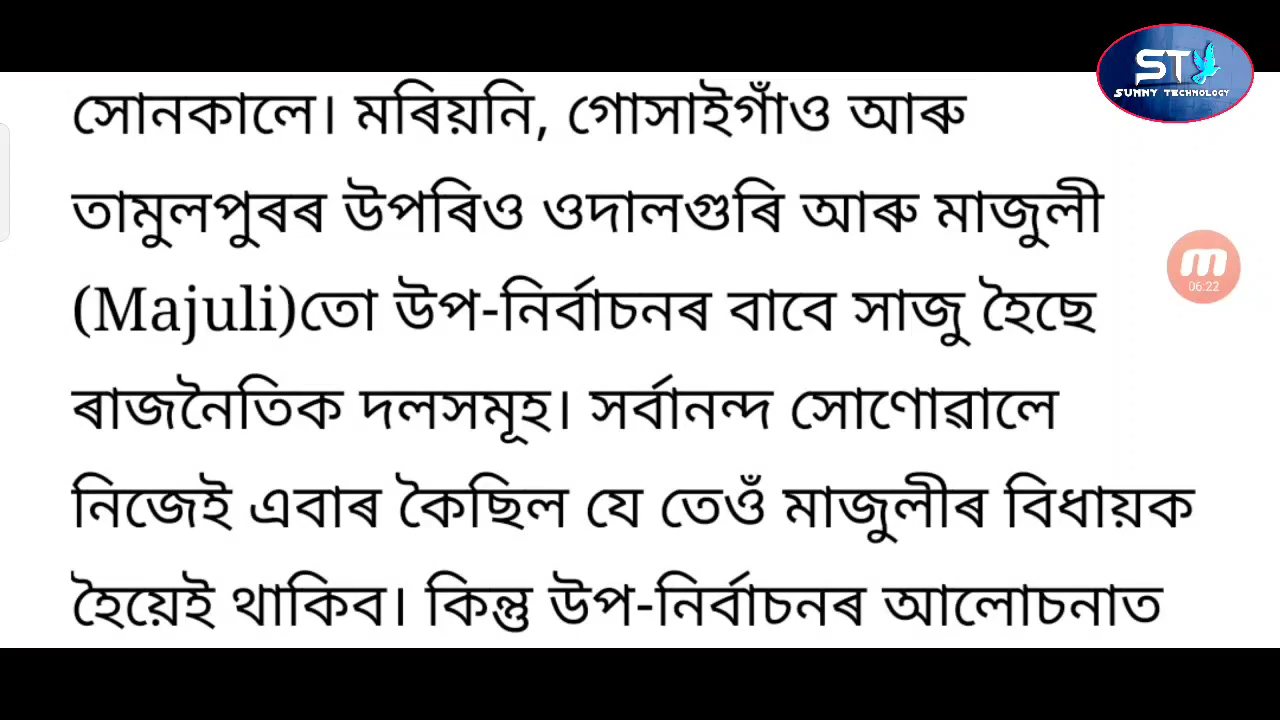 সোনকালে। মৰিয়নি, গোসাইগাঁও আৰু
ST
SUNNY TECHNOLOGY
তামুলপুৰৰ উপৰিও ওদালগুৰি আৰু মাজুলী
06:22
(Majuli)তো উপ-নিৰ্বাচনৰ বাবে সাজু হৈছে
ৰাজনৈতিক দলসমূহ। সৰ্বানন্দ সোণোৱালে
নিজেই এবাৰ কৈছিল যে তেওঁ মাজুলীৰ বিধায়ক
হৈয়েই থাকিব। কিন্তু উপ-নিৰ্বাচনৰ আলোচনাত